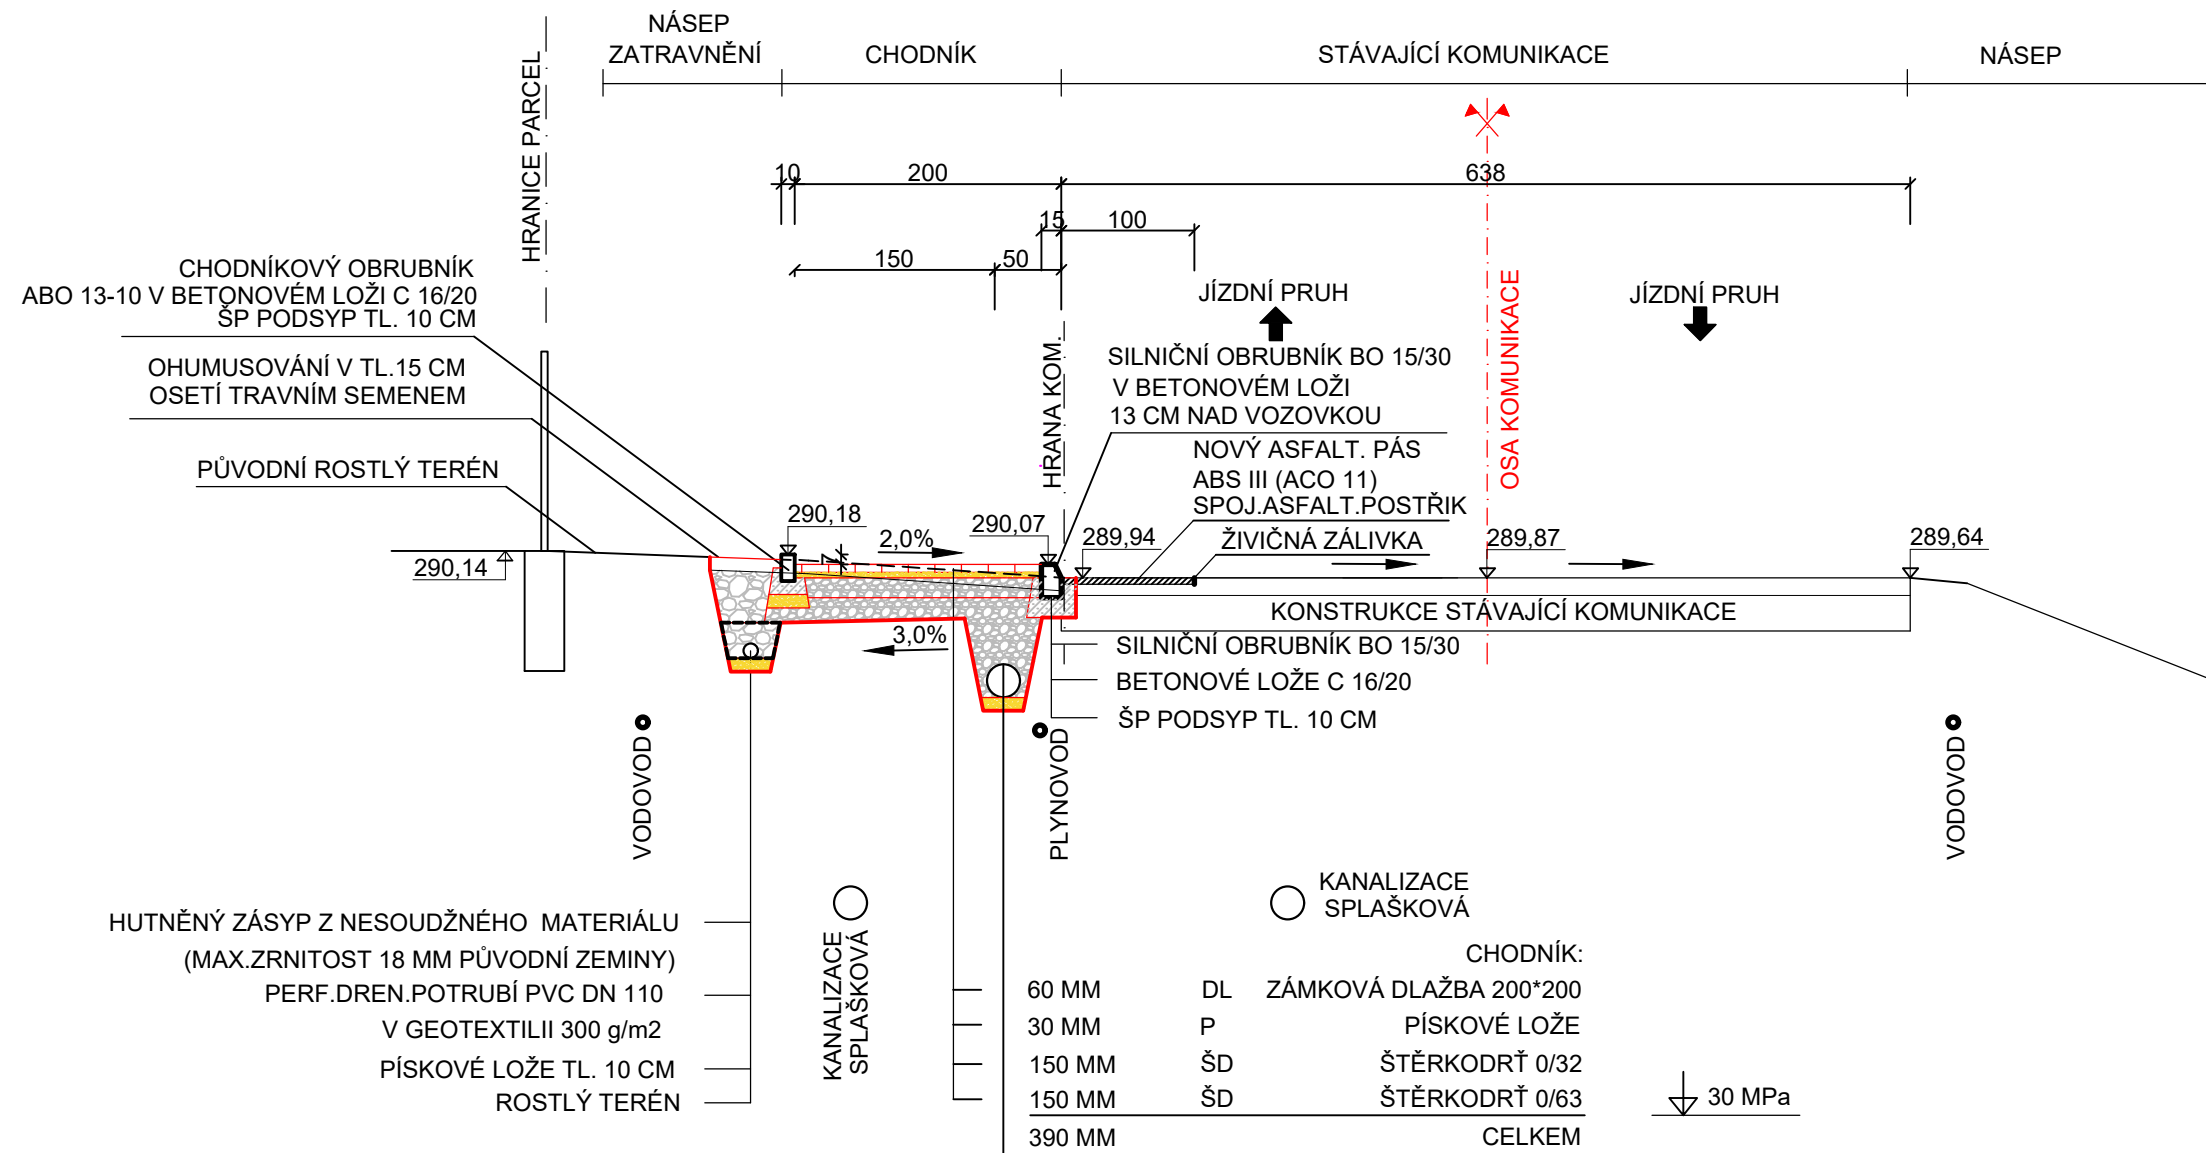 NÁSEP
ZATRAVNĚNÍ
CHODNÍK
STÁVAJÍCÍ KOMUNIKACE
NÁSEP
HRANICE PARCEL
10
200
638
15
100
150
50
CHODNÍKOVÝ OBRUBNÍK
ABO 13-10 V BETONOVÉM LOŽI C 16/20
ŠP PODSYP TL. 10 CM
OHUMUSOVÁNÍ V TL.15 CM
OSETÍ TRAVNÍM SEMENEM
PŮVODNÍ ROSTLÝ TERÉN
JÍZDNÍ PRUH
JÍZDNÍ PRUH
OSA KOMUNIKACE
HRANA KOM.
SILNIČNÍ OBRUBNÍK BO 15/30
V BETONOVÉM LOŽI
13 CM NAD VOZOVKOU
NOVÝ ASFALT. PÁS
ABS III (ACO 11)
SPOJ.ASFALT.POSTŘIK
ŽIVIČNÁ ZÁLIVKA
290,14
290,18
7
2,0%
290,07
289,94
289,87
289,64
KONSTRUKCE STÁVAJÍCÍ KOMUNIKACE
3,0%
SILNIČNÍ OBRUBNÍK BO 15/30
BETONOVÉ LOŽE C 16/20
ŠP PODSYP TL. 10 CM
VODOVOD
PLYNOVOD
VODOVOD
KANALIZACE
SPLAŠKOVÁ
KANALIZACE
SPLAŠKOVÁ
HUTNĚNÝ ZÁSYP Z NESOUDŽNÉHO MATERIÁLU
(MAX.ZRNITOST 18 MM PŮVODNÍ ZEMINY)
PERF.DREN.POTRUBÍ PVC DN 110
V GEOTEXTILII 300 g/m2
PÍSKOVÉ LOŽE TL. 10 CM
ROSTLÝ TERÉN
CHODNÍK:
60 MM DL ZÁMKOVÁ DLAŽBA 200*200
30 MM P PÍSKOVÉ LOŽE
150 MM ŠD ŠTĚRKODRŤ 0/32
150 MM ŠD ŠTĚRKODRŤ 0/63
390 MM CELKEM
30 MPa